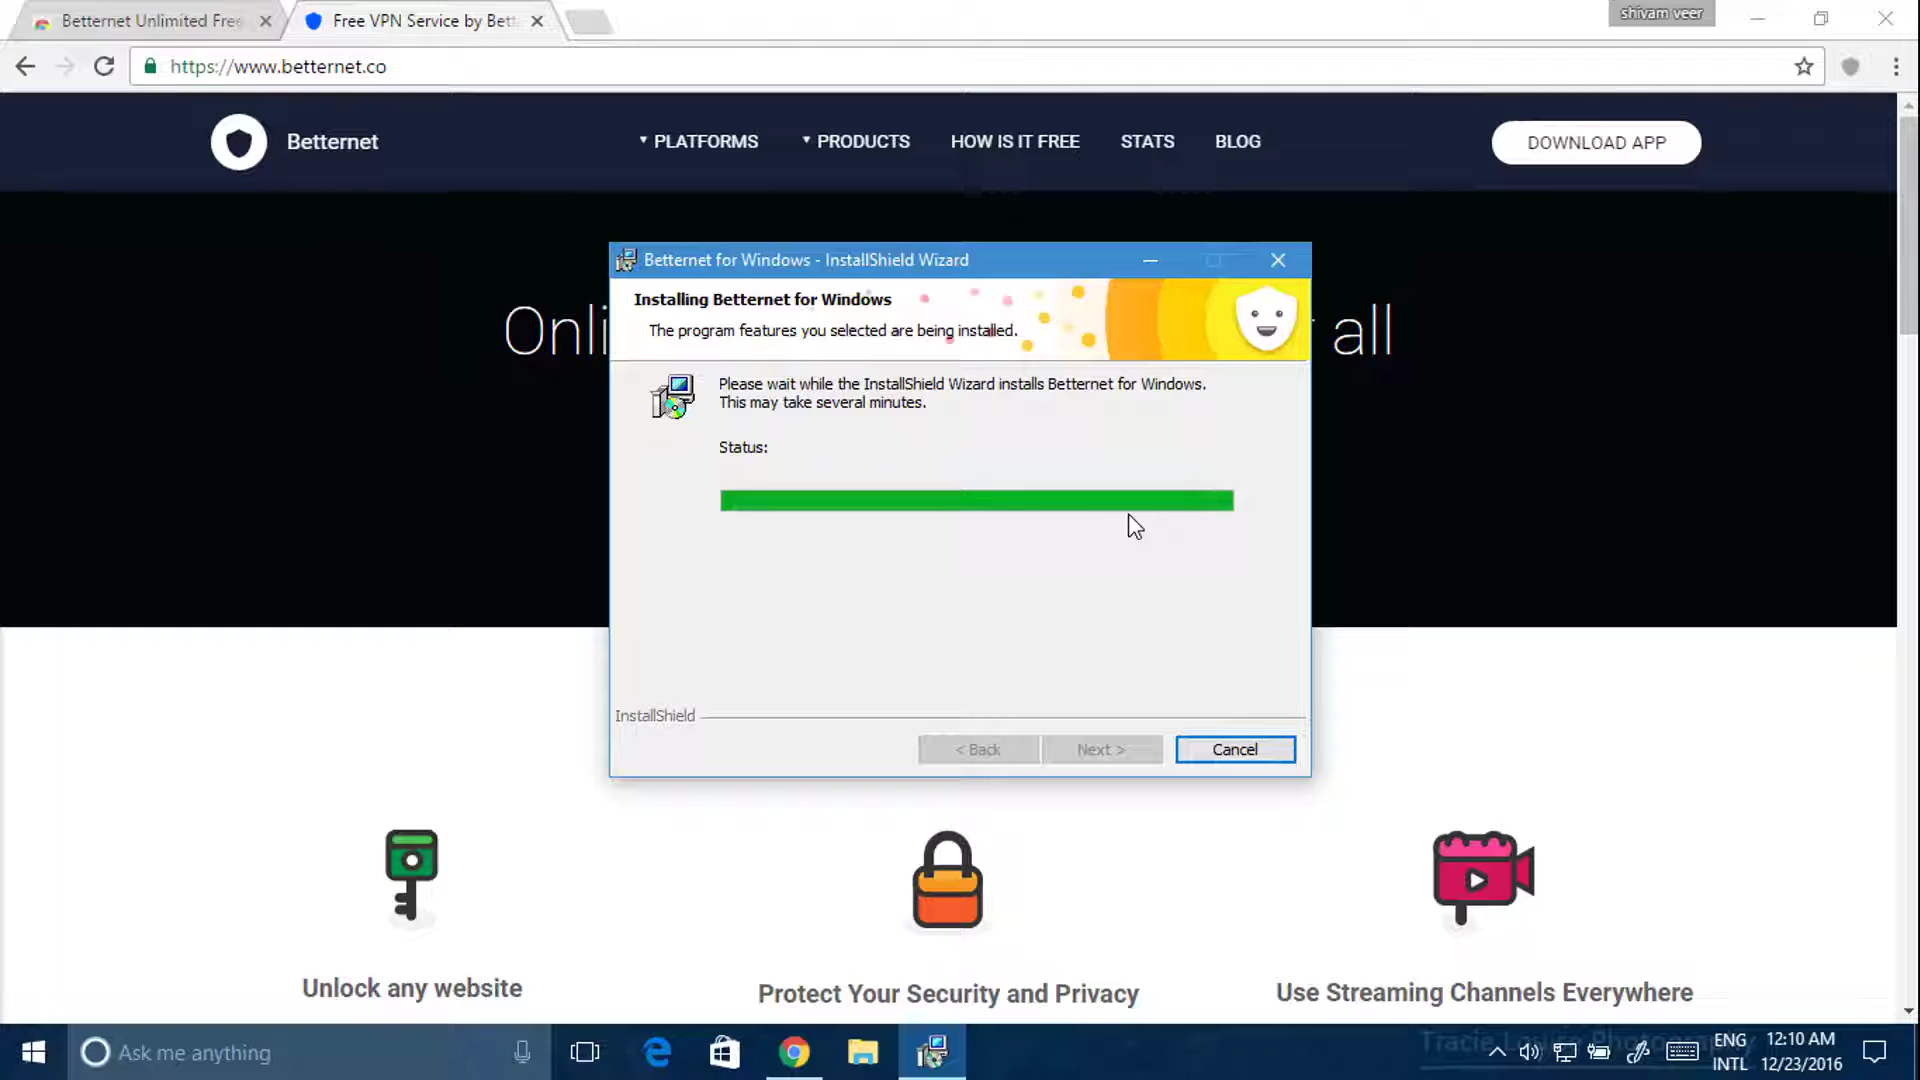 Betternet Unlimited Free
Free VPN Service by Bett
shivam veer
https://www.betternet.co
Betternet
PLATFORMS
PRODUCTS
HOW IS IT FREE
STATS
BLOG
DOWNLOAD APP
Onli
all
Betternet for Windows - InstallShield Wizard
Installing Betternet for Windows
The program features you selected are being installed.
Please wait while the InstallShield Wizard installs Betternet for Windows.
This may take several minutes.
Status:
InstallShield
< Back
Next >
Cancel
Unlock any website
Protect Your Security and Privacy
Use Streaming Channels Everywhere
Ask me anything
ENG
INTL
12:10 AM
12/23/2016